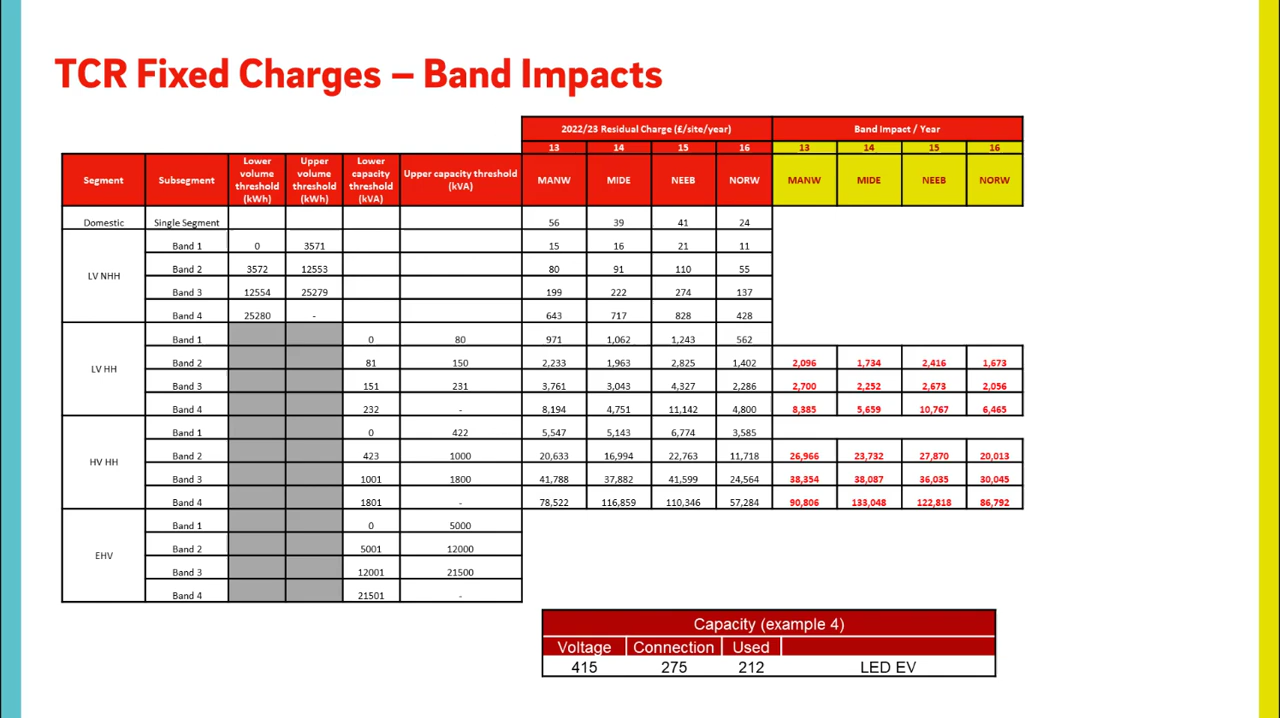 TCR Fixed Charges – Band Impacts
2022/23 Residual Charge (£/site/year) Band Impact / Year
13 14 15 16 13 14 15 16
Segment Subsegment Lower volume threshold (kWh) Upper volume threshold (kWh) Lower capacity threshold (kVA) Upper capacity threshold (kVA) MANW MIDE NEEB NORW MANW MIDE NEEB NORW
Domestic Single Segment 56 39 41 24
LV NHH
Band 1 0 3571 15 16 21 11
Band 2 3572 12553 80 91 110 55
Band 3 12554 25279 199 222 274 137
Band 4 25280 - 643 717 828 428
LV HH
Band 1 0 80 971 1,062 1,243 562
Band 2 81 150 2,233 1,963 2,825 1,402 2,096 1,734 2,416 1,673
Band 3 151 231 3,761 3,043 4,327 2,286 2,700 2,252 2,673 2,056
Band 4 232 - 8,194 4,751 11,142 4,800 8,385 5,659 10,767 6,465
HV HH
Band 1 0 422 5,547 5,143 6,774 3,585
Band 2 423 1000 20,633 16,994 22,763 11,718 26,966 23,732 27,870 20,013
Band 3 1001 1800 41,788 37,882 41,599 24,564 38,354 38,087 36,035 30,045
Band 4 1801 - 78,522 116,859 110,346 57,284 90,806 133,048 122,818 86,792
EHV
Band 1 0 5000
Band 2 5001 12000
Band 3 12001 21500
Band 4 21501 -
Capacity (example 4)
Voltage Connection Used
415 275 212 LED EV